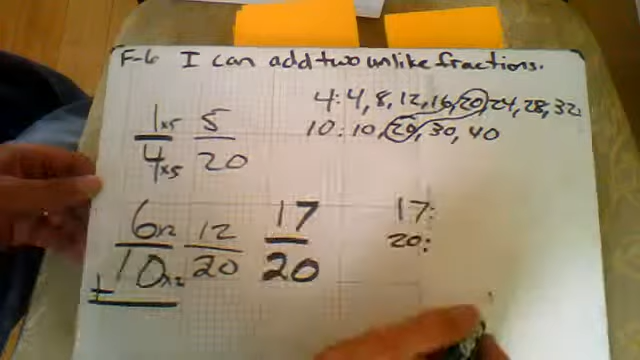 F-6 I can add two unlike fractions.
4: 4, 8, 12, 16, 20, 24, 28, 32
10: 10, 20, 30, 40
1x5 5
4x5 20
6x2 12 17
+ 10x2 20 20
17:
20: